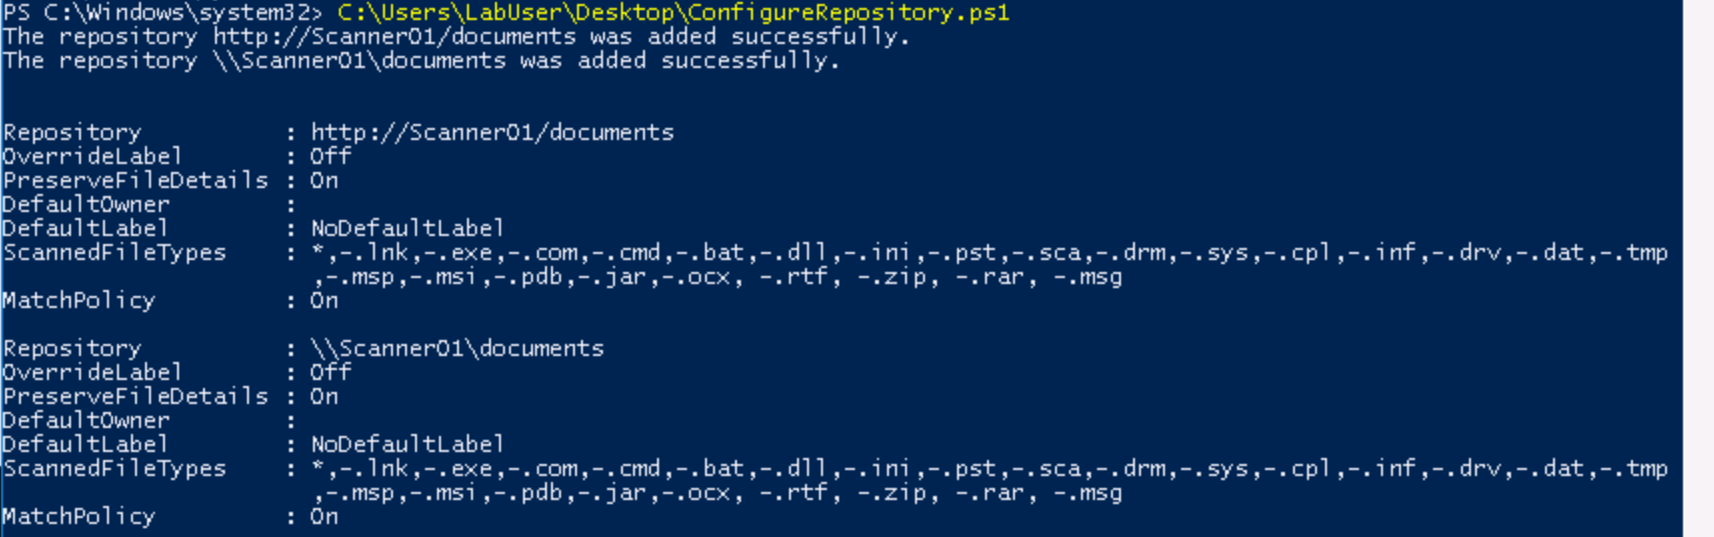 PS C:\Windows\system32> C:\Users\LabUser\Desktop\ConfigureRepository.ps1
The repository http://Scanner01/documents was added successfully.
The repository \\Scanner01\documents was added successfully.
Repository : http://Scanner01/documents
OverrideLabel : Off
PreserveFileDetails : On
DefaultOwner :
DefaultLabel : NoDefaultLabel
ScannedFileTypes : *,-.lnk,-.exe,-.com,-.cmd,-.bat,-.dll,-.ini,-.pst,-.sca,-.drm,-.sys,-.cpl,-.inf,-.drv,-.dat,-.tmp
,-.msp,-.msi,-.pdb,-.jar,-.ocx, -.rtf, -.zip, -.rar, -.msg
MatchPolicy : On
Repository : \\Scanner01\documents
OverrideLabel : Off
PreserveFileDetails : On
DefaultOwner :
DefaultLabel : NoDefaultLabel
ScannedFileTypes : *,-.lnk,-.exe,-.com,-.cmd,-.bat,-.dll,-.ini,-.pst,-.sca,-.drm,-.sys,-.cpl,-.inf,-.drv,-.dat,-.tmp
,-.msp,-.msi,-.pdb,-.jar,-.ocx, -.rtf, -.zip, -.rar, -.msg
MatchPolicy : On